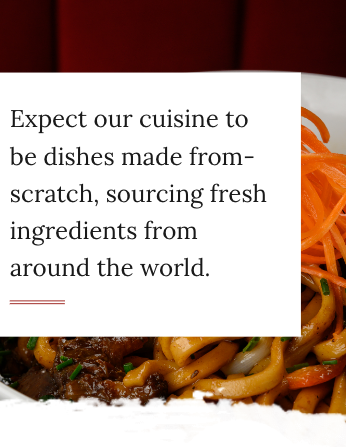 Expect our cuisine to
be dishes made from-
scratch, sourcing fresh
ingredients from
around the world.